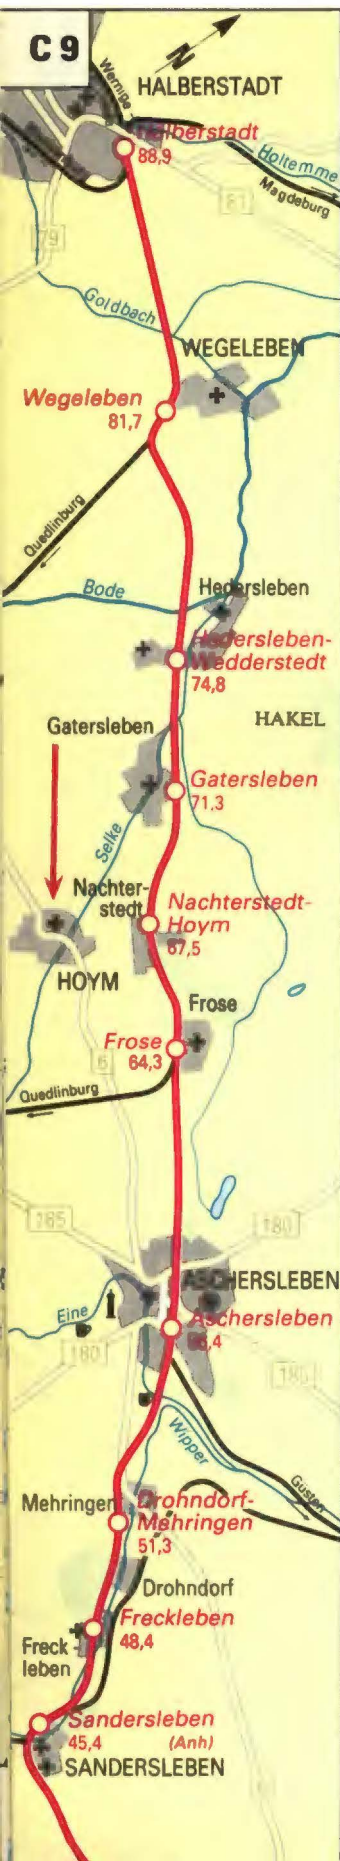 C 9
N
Wernige
HALBERSTADT
Halberstadt
88,9
Holtemme
Magdeburg
81
79
Goldbach
WEGELEBEN
Wegeleben
81,7
Quedlinburg
Bode
Hedersleben
Hedersleben-
Wedderstedt
74,8
HAKEL
Gatersleben
Gatersleben
71,3
Selke
Nachter-
stedt
Nachterstedt-
Hoym
67,5
HOYM
Frose
Frose
64,3
6
Quedlinburg
185
180
ASCHERSLEBEN
Aschersleben
Eine
180
Wipper
Güsten
Mehringen
Drohndorf-
Mehringen
51,3
Drohndorf
Freckleben
48,4
Freck-
leben
Sandersleben
45,4 (Anh)
SANDERSLEBEN